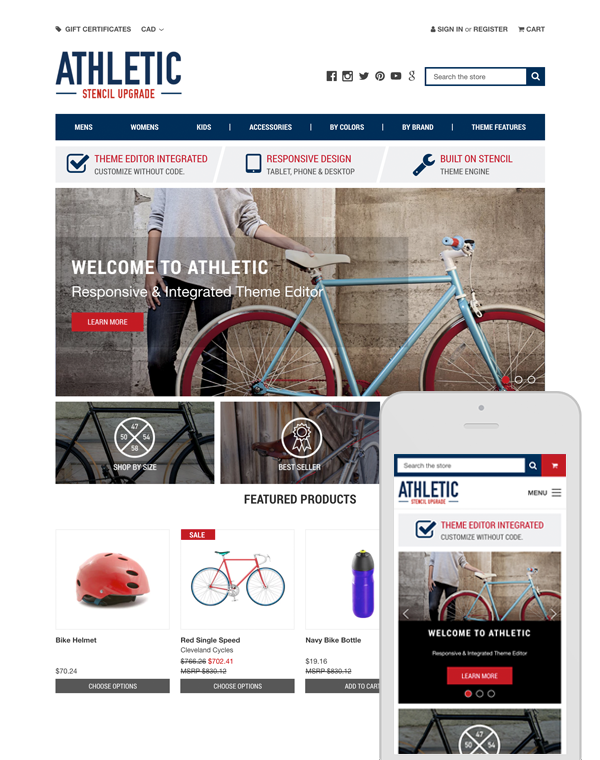 GIFT CERTIFICATES CAD
SIGN IN or REGISTER CART
ATHLETIC
STENCIL UPGRADE
Search the store
MENS WOMENS KIDS | ACCESSORIES | BY COLORS | BY BRAND | THEME FEATURES
THEME EDITOR INTEGRATED
CUSTOMIZE WITHOUT CODE.
RESPONSIVE DESIGN
TABLET, PHONE & DESKTOP
BUILT ON STENCIL
THEME ENGINE
WELCOME TO ATHLETIC
Responsive & Integrated Theme Editor
LEARN MORE
47
50 54
58
SHOP BY SIZE
BEST SELLER
FEATURED PRODUCTS
Bike Helmet
$70.24
CHOOSE OPTIONS
SALE
Red Single Speed
Cleveland Cycles
$766.26 $702.41
MSRP $830.12
CHOOSE OPTIONS
Navy Bike Bottle
$19.16
MSRP $830.12
ADD TO CART
Search the store
ATHLETIC
STENCIL UPGRADE
MENU
THEME EDITOR INTEGRATED
CUSTOMIZE WITHOUT CODE.
WELCOME TO ATHLETIC
Responsive & Integrated Theme Editor
LEARN MORE
47
50 54